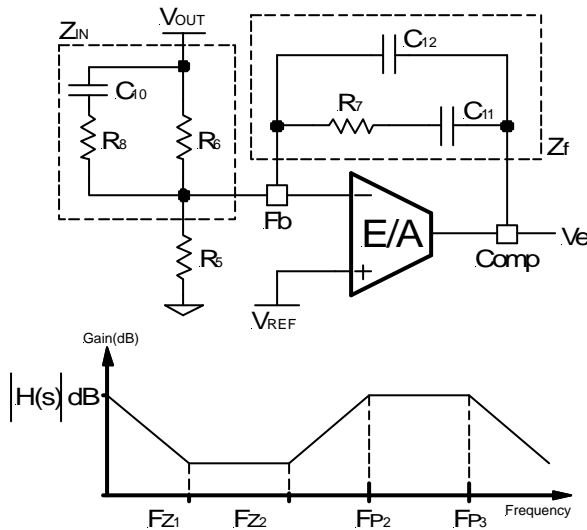 VOUT
ZIN
C10
R8
R6
C12
R7
C11
Zf
Fb
E/A
Comp
Ve
R5
VREF
Gain(dB)
|H(s)| dB
FZ1
FZ2
FP2
FP3
Frequency